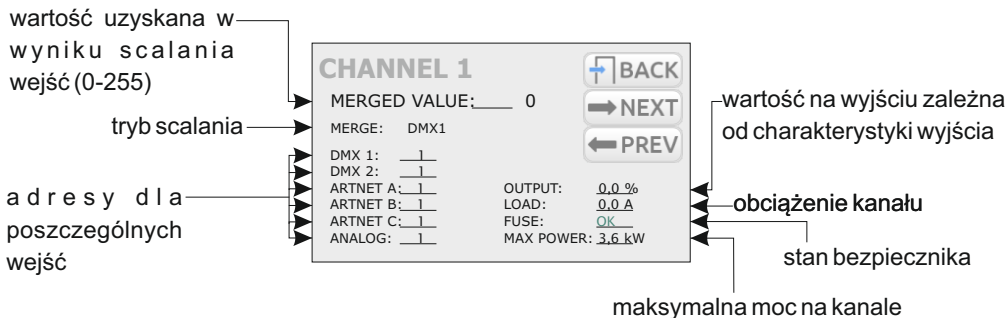 wartość uzyskana w
wyniku scalania
wejść (0-255)
tryb scalania
adresy dla
poszczególnych
wejść
CHANNEL 1
MERGED VALUE: 0
MERGE: DMX1
DMX 1: 1
DMX 2: 1
ARTNET A: 1
ARTNET B: 1
ARTNET C: 1
ANALOG: 1
OUTPUT: 0,0 %
LOAD: 0,0 A
FUSE: OK
MAX POWER: 3,6 kW
BACK
NEXT
PREV
wartość na wyjściu zależna
od charakterystyki wyjścia
obciążenie kanału
stan bezpiecznika
maksymalna moc na kanale